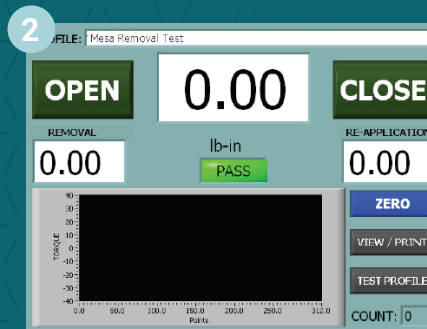 2
FILE: Mesa Removal Test
OPEN
0.00
CLOSE
REMOVAL
0.00
lb-in
PASS
RE-APPLICATION
0.00
TORQUE
40
30
20
10
0
-10
-20
-30
-40
0.0 50.0 100.0 150.0 200.0 250.0 312.0
Points
ZERO
VIEW / PRINT
TEST PROFILE
COUNT: 0